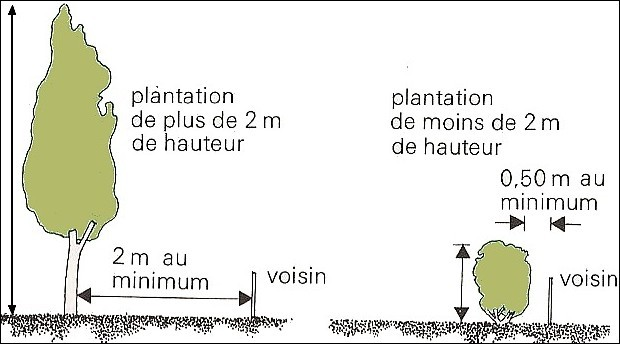 plantation
de plus de 2 m
de hauteur
2 m au
minimum
voisin
plantation
de moins de 2 m
de hauteur
0,50 m au
minimum
voisin